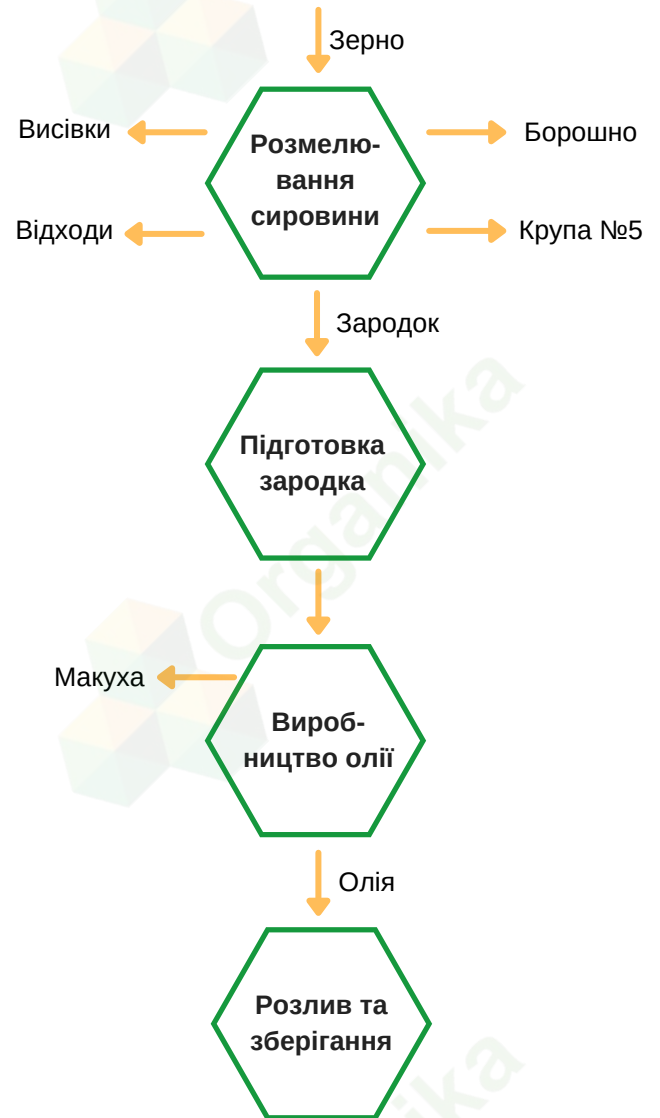 Зерно
Висівки
Розмелю-
вання
сировини
Борошно
Відходи
Крупа №5
Зародок
Підготовка
зародка
Organika
Макуха
Вироб-
ництво олії
Олія
Розлив та
зберігання